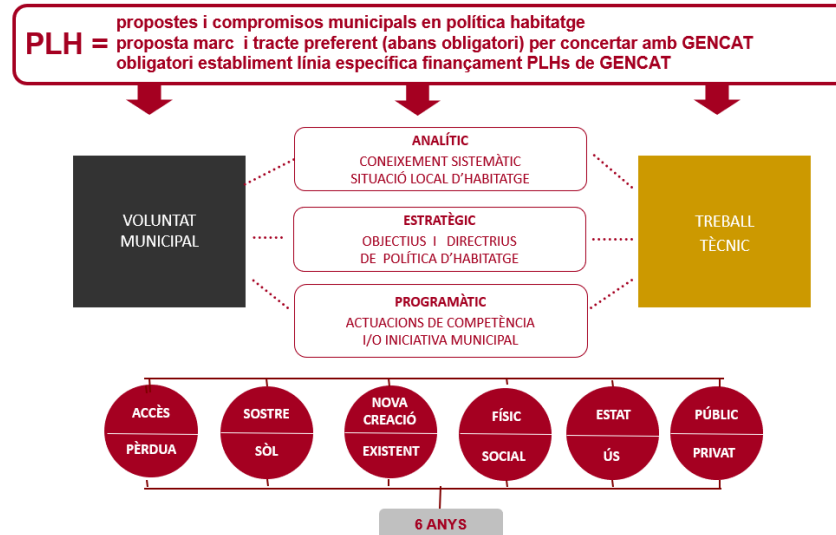 PLH = propostes i compromisos municipals en política habitatge
proposta marc i tracte preferent (abans obligatori) per concertar amb GENCAT
obligatori establiment línia específica finançament PLHs de GENCAT
VOLUNTAT
MUNICIPAL
ANALÍTIC
CONEIXEMENT SISTEMÀTIC
SITUACIÓ LOCAL D'HABITATGE
ESTRATÈGIC
OBJECTIUS I DIRECTRIUS
DE POLÍTICA D'HABITATGE
PROGRAMÀTIC
ACTUACIONS DE COMPETÈNCIA
I/O INICIATIVA MUNICIPAL
TREBALL
TÈCNIC
ACCÈS
PÈRDUA
SOSTRE
SÒL
NOVA
CREACIÓ
EXISTENT
FÍSIC
SOCIAL
ESTAT
ÚS
PÚBLIC
PRIVAT
6 ANYS